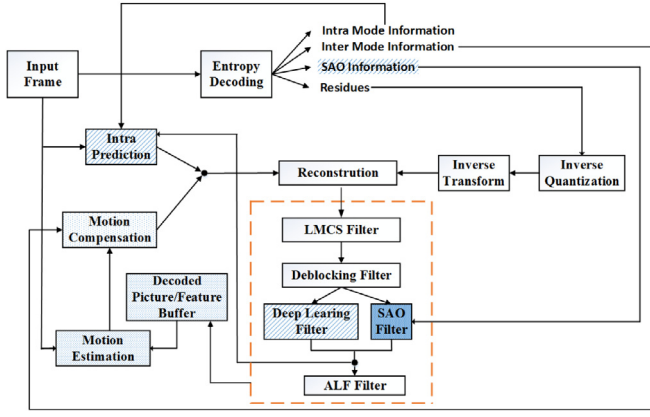 Input
Frame
Entropy
Decoding
Intra Mode Information
Inter Mode Information
SAO Information
Residues
Intra
Prediction
Reconstrution
Inverse
Transform
Inverse
Quantization
Motion
Compensation
LMCS Filter
Deblocking Filter
Decoded
Picture/Feature
Buffer
Deep Learing
Filter
SAO
Filter
Motion
Estimation
ALF Filter